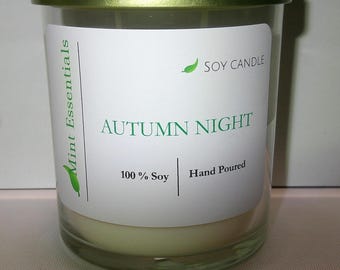 SOY CANDLE
Mint Essentials
AUTUMN NIGHT
100 % Soy
Hand Poured